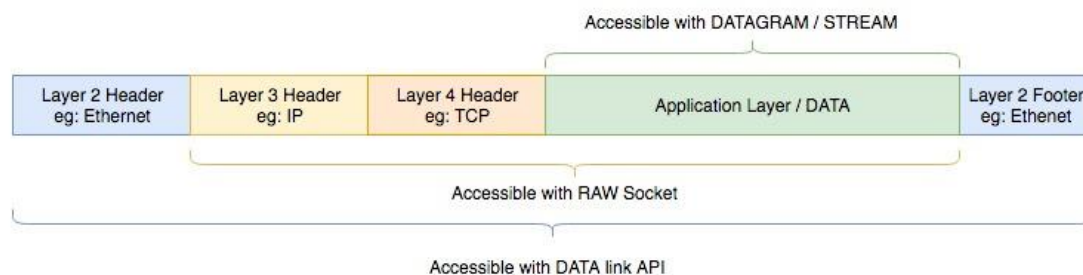 Accessible with DATAGRAM / STREAM
Layer 2 Header
eg: Ethernet
Layer 3 Header
eg: IP
Layer 4 Header
eg: TCP
Application Layer / DATA
Layer 2 Footer
eg: Ethenet
Accessible with RAW Socket
Accessible with DATA link API